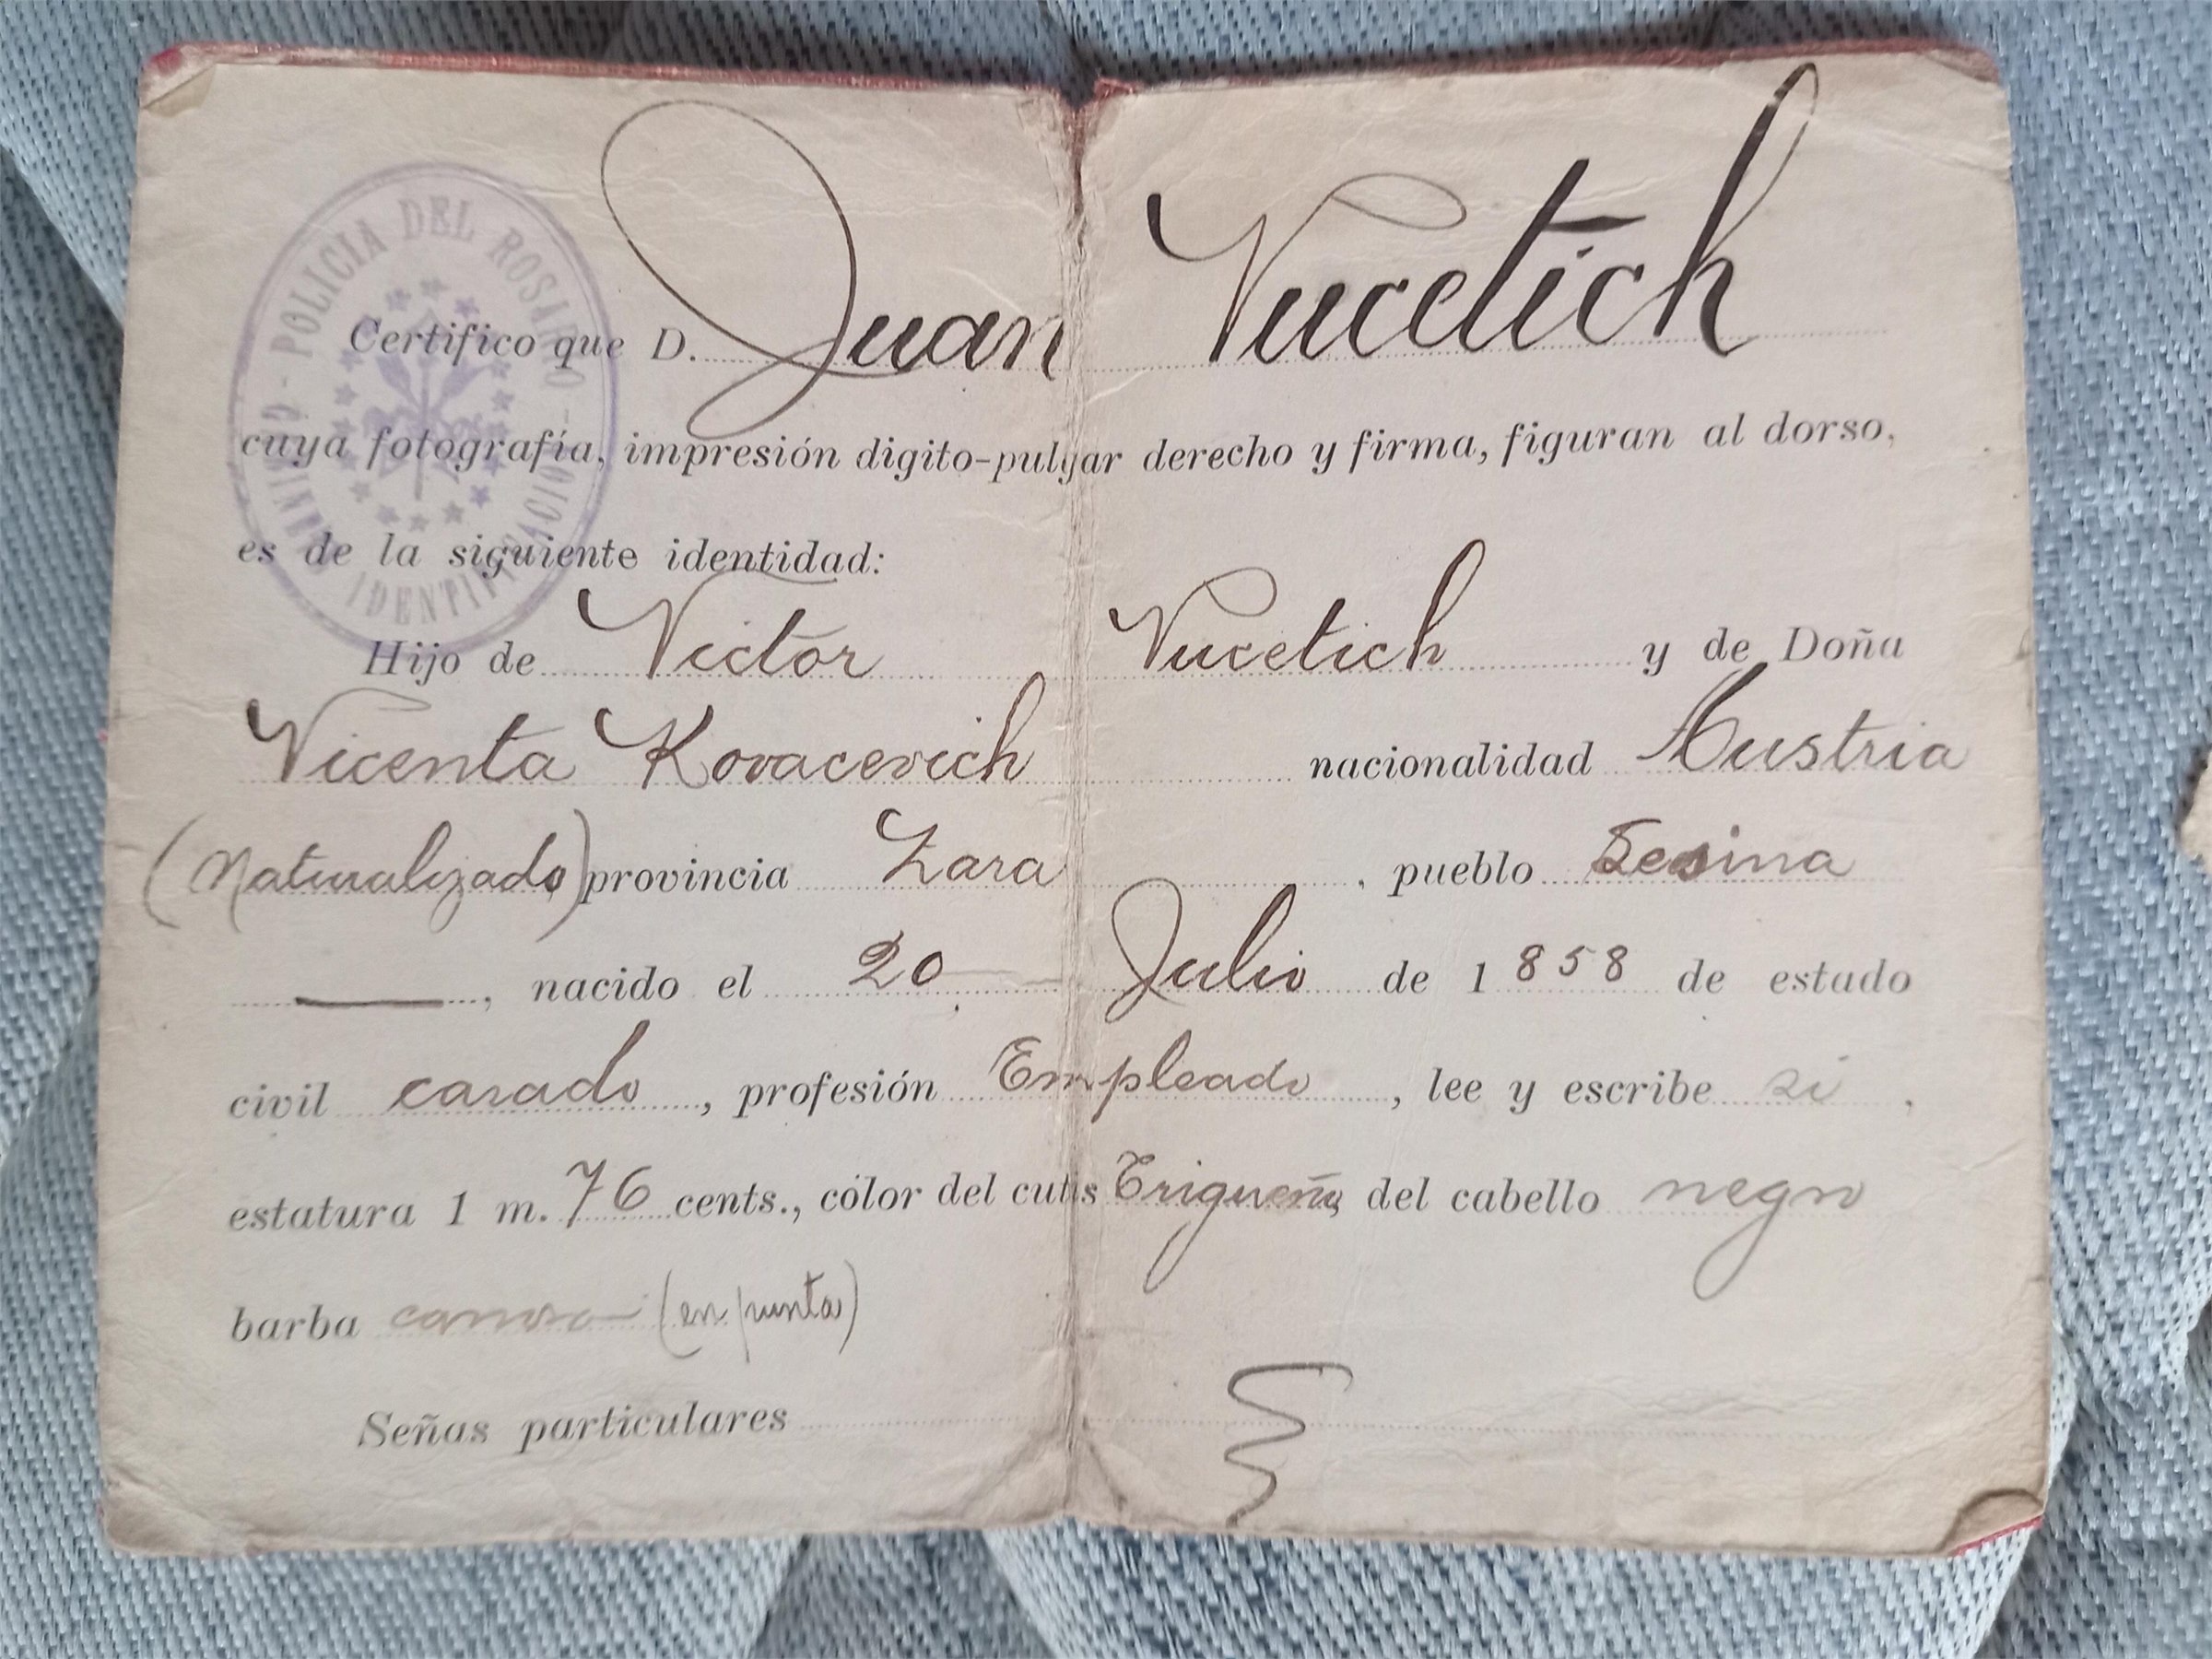 POLICIA DEL ROSARIO
Certifico que D. Juan Vucetich
cuya fotografía, impresión digito-pulgar derecho y firma, figuran al dorso,
es de la siguiente identidad:
Hijo de Victor Vucetich y de Doña
Vicenta Kovacevich nacionalidad Austria
(Naturalizado) provincia Zara, pueblo Lesina
, nacido el 20 Julio de 1858 de estado
civil casado, profesión Empleado, lee y escribe si,
estatura 1 m. 76 cents., color del cutis Trigueño, del cabello negro
barba canosa (en punta)
Señas particulares